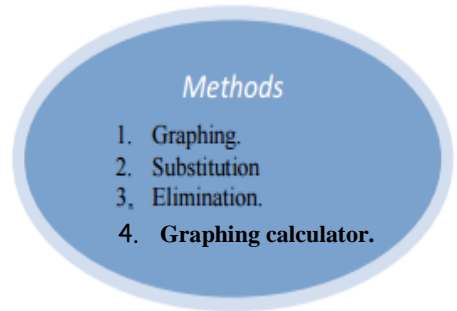 Methods
1. Graphing.
2. Substitution
3. Elimination.
4. Graphing calculator.